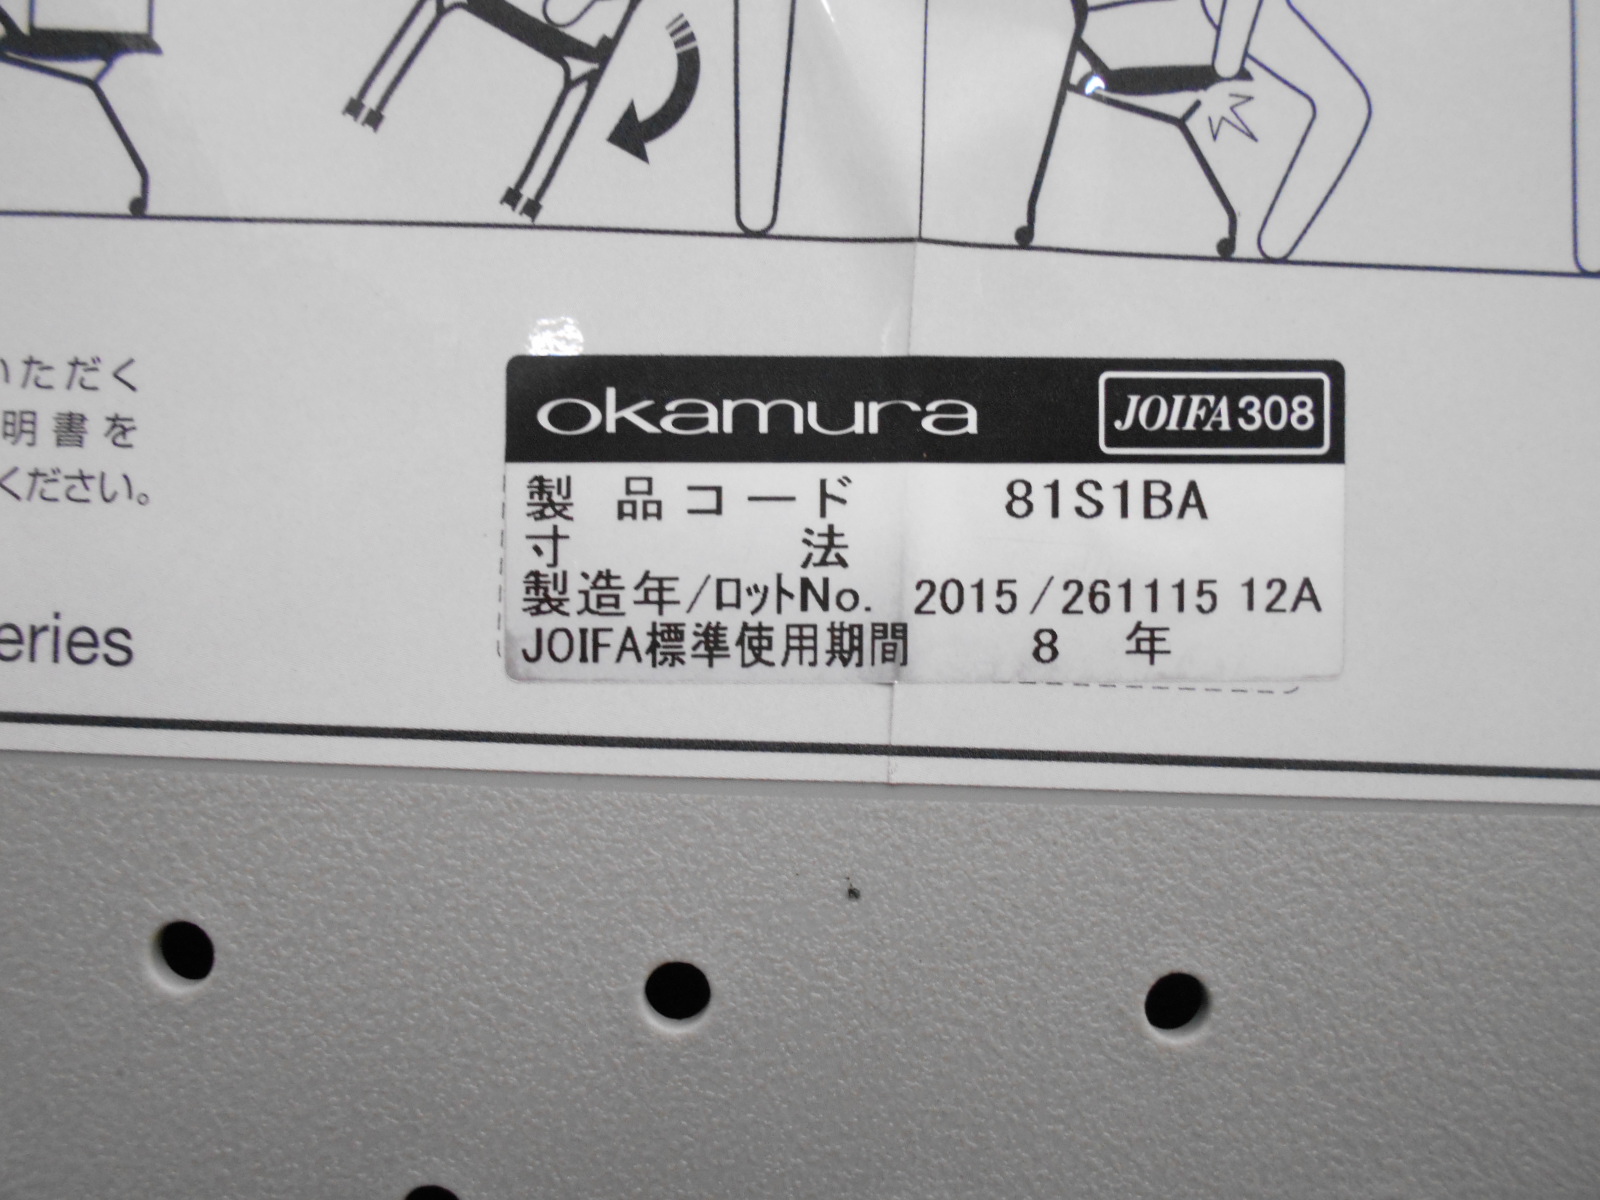 いただく
明書を
ください。
eries
okamura JOIFA308
製品コード 81S1BA
寸法
製造年/ロットNo. 2015/261115 12A
JOIFA標準使用期間 8 年